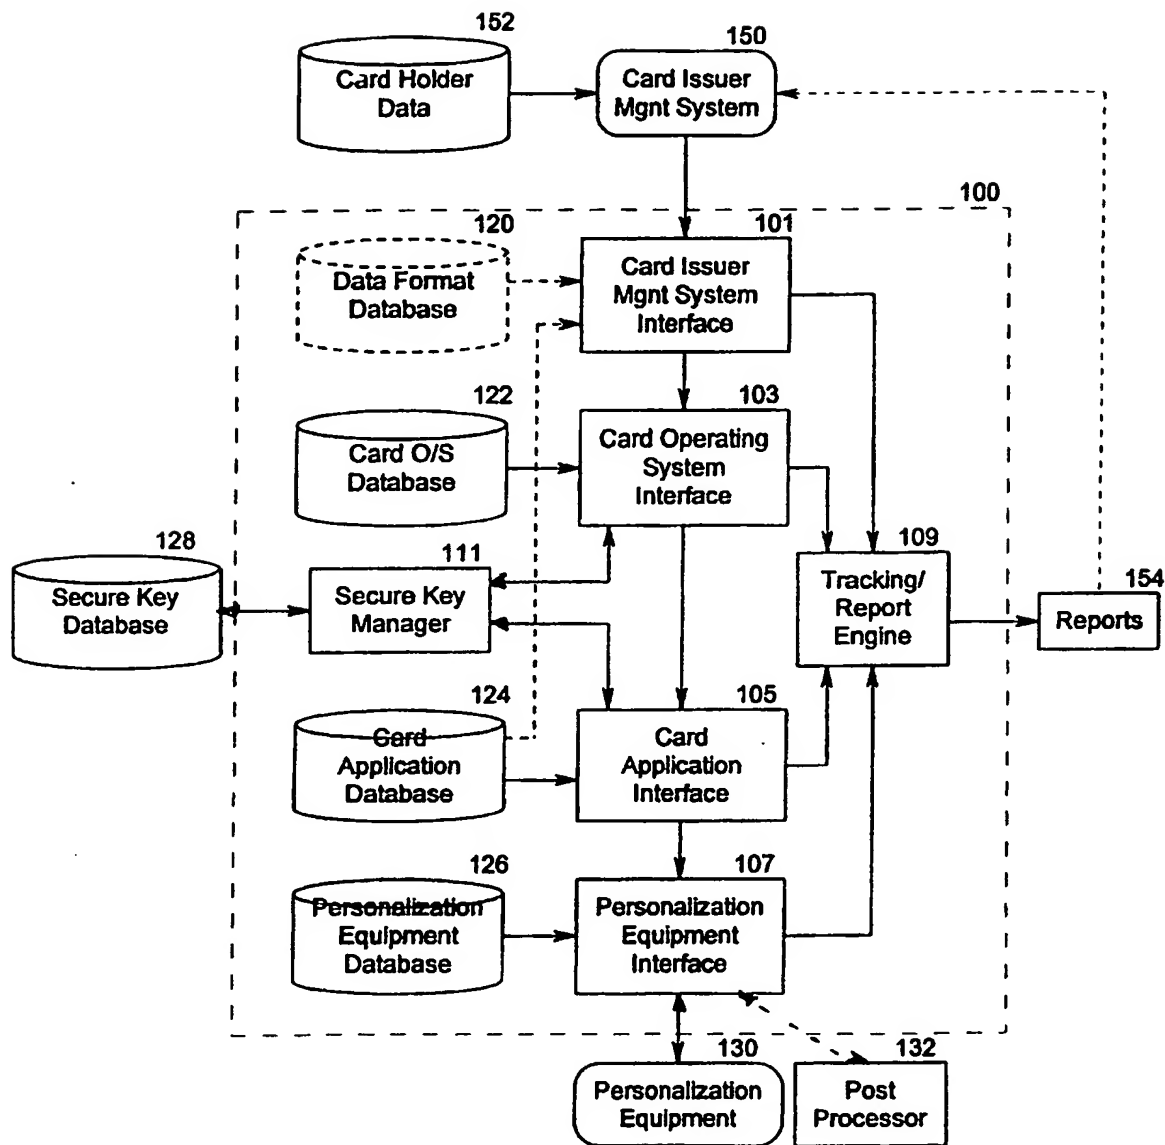 152
Card Holder
Data
150
Card Issuer
Mgnt System
100
120
Data Format
Database
101
Card Issuer
Mgnt System
Interface
122
Card O/S
Database
103
Card Operating
System
Interface
128
Secure Key
Database
111
Secure Key
Manager
109
Tracking/
Report
Engine
154
Reports
124
Card
Application
Database
105
Card
Application
Interface
126
Personalization
Equipment
Database
107
Personalization
Equipment
Interface
130
Personalization
Equipment
132
Post
Processor